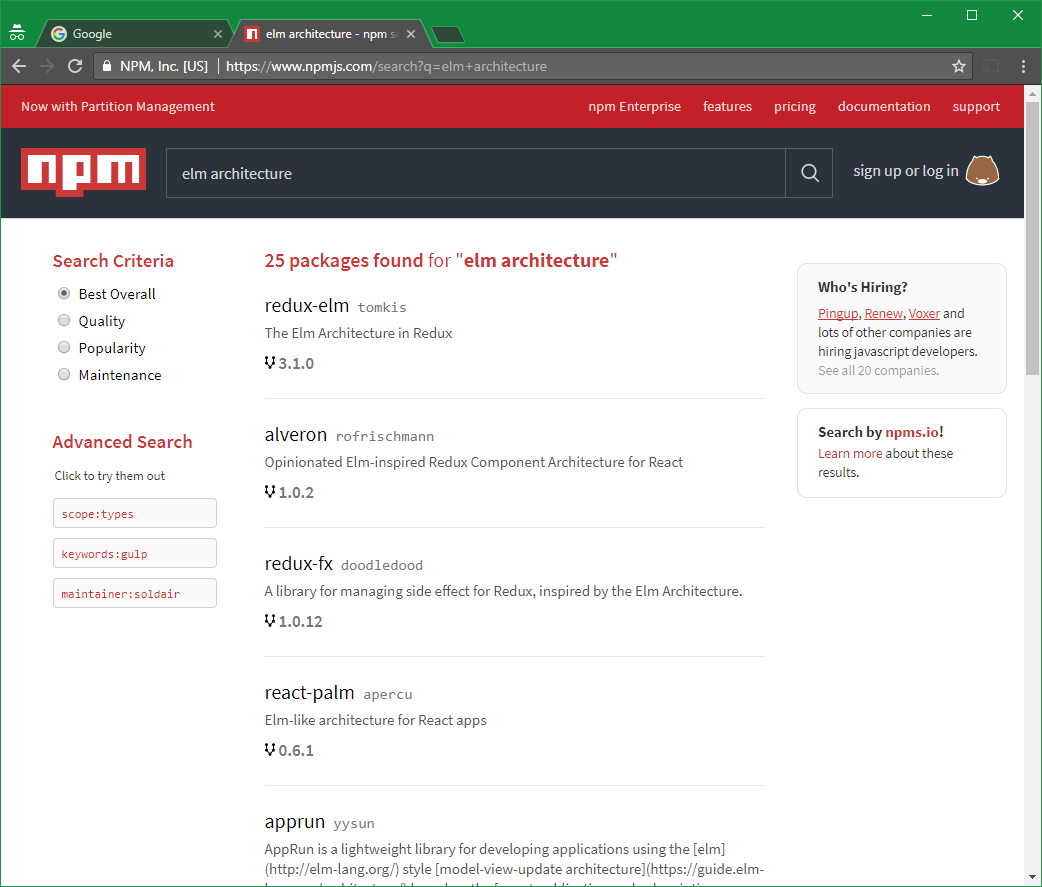 Google
elm architecture - npm s
NPM, Inc. [US] | https://www.npmjs.com/search?q=elm+architecture
Now with Partition Management
npm Enterprise features pricing documentation support
npm
elm architecture
sign up or log in
Search Criteria
Best Overall
Quality
Popularity
Maintenance
Advanced Search
Click to try them out
scope:types
keywords:gulp
maintainer:soldair
25 packages found for "elm architecture"
redux-elm tomkis
The Elm Architecture in Redux
3.1.0
alveron rofrischmann
Opinionated Elm-inspired Redux Component Architecture for React
1.0.2
redux-fx doodledood
A library for managing side effect for Redux, inspired by the Elm Architecture.
1.0.12
react-palm apercu
Elm-like architecture for React apps
0.6.1
apprun yysun
AppRun is a lightweight library for developing applications using the [elm]
(http://elm-lang.org/) style [model-view-update architecture](https://guide.elm-
Who's Hiring?
Pingup, Renew, Voxer and
lots of other companies are
hiring javascript developers.
See all 20 companies.
Search by npms.io!
Learn more about these
results.